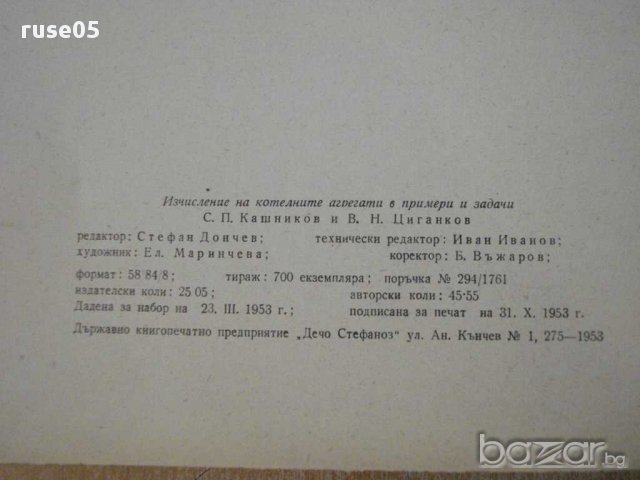 ruse05
Изчисление на котелните агрегати в примери и задачи
С. П. Кашников и В. Н. Циганков
редактор: Стефан Дончев; технически редактор: Иван Иванов;
художник: Ел. Маринчева; коректор: Б. Въжаров;
формат: 58 84/8; тираж: 700 екземпляра; поръчка № 294/1761
издателски коли: 25 05; авторски коли: 45·55
Дадена за набор на 23. III. 1953 г.; подписана за печат на 31. X. 1953 г.
Държавно книгопечатно предприятие „Дечо Стефаноз" ул. Ан. Кънчев № 1, 275—1953
bazar.bg